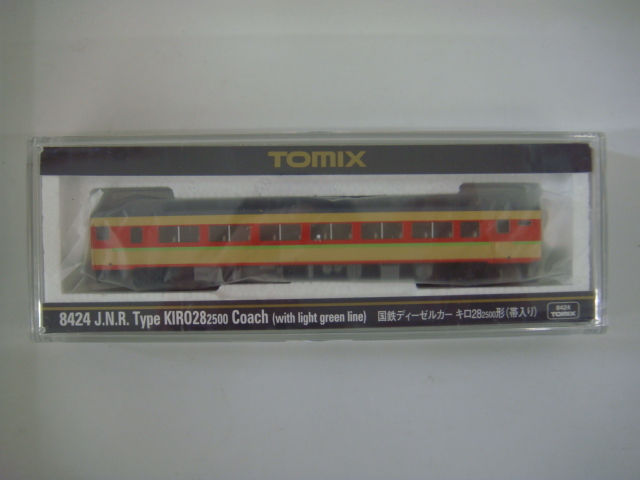 TOMIX
8424 J.N.R. Type KIRO28 2500 Coach (with light green line) 国鉄ディーゼルカー キロ28 2500形(帯入り)
8424
TOMIX